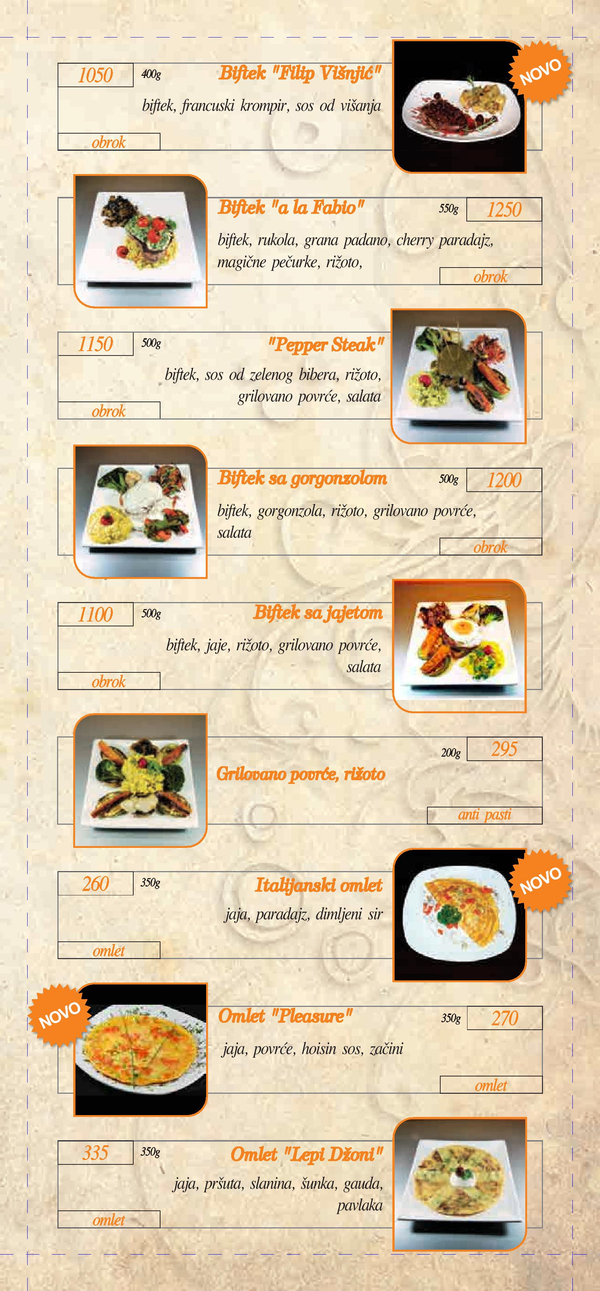 1050 400g Biftek "Filip Višnjić" NOVO
biftek, francuski krompir, sos od višanja
obrok
Biftek "a la Fabio" 550g 1250
biftek, rukola, grana padano, cherry paradajz,
magične pečurke, rižoto,
obrok
1150 500g "Pepper Steak"
biftek, sos od zelenog bibera, rižoto,
grilovano povrće, salata
obrok
Biftek sa gorgonzolom 500g 1200
biftek, gorgonzola, rižoto, grilovano povrće,
salata
obrok
1100 500g Biftek sa jajetom
biftek, jaje, rižoto, grilovano povrće,
salata
obrok
200g 295
Grilovano povrće, rižoto
anti pasti
260 350g Italijanski omlet NOVO
jaja, paradajz, dimljeni sir
omlet
NOVO Omlet "Pleasure" 350g 270
jaja, povrće, hoisin sos, začini
omlet
335 350g Omlet "Lepi Džoni"
jaja, pršuta, slanina, šunka, gauda,
pavlaka
omlet